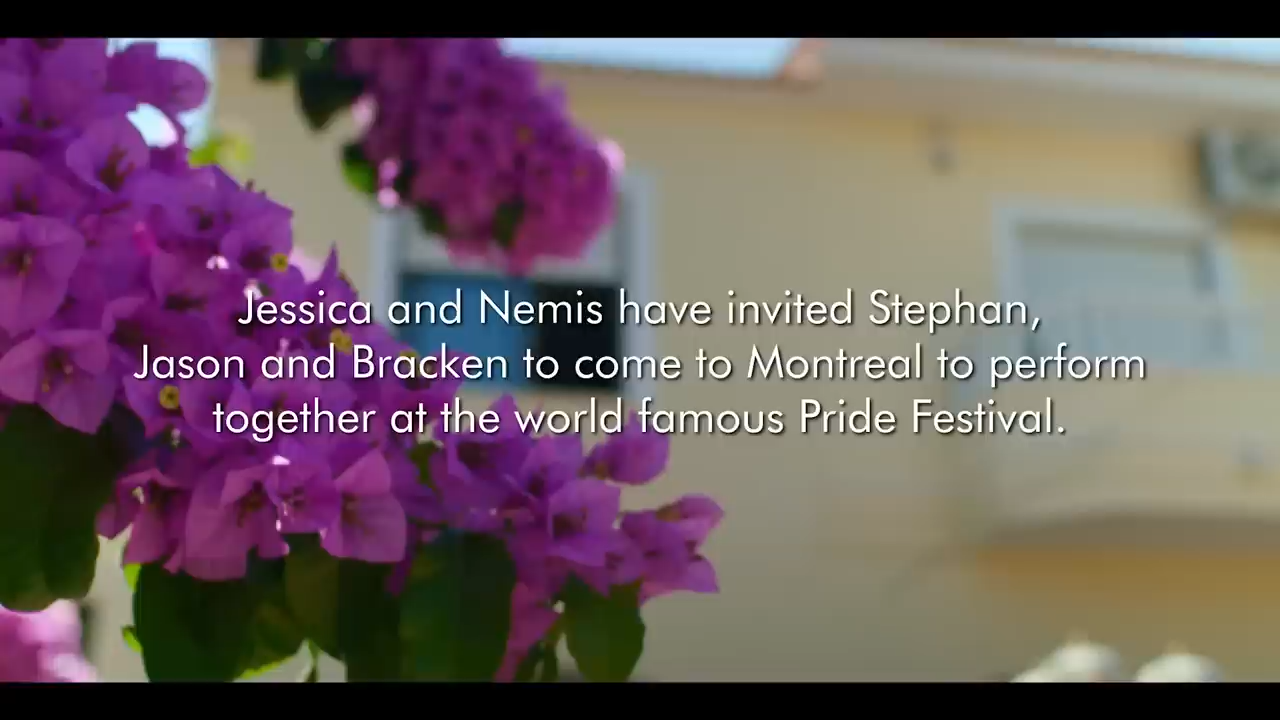 Jessica and Nemis have invited Stephan,
Jason and Bracken to come to Montreal to perform
together at the world famous Pride Festival.